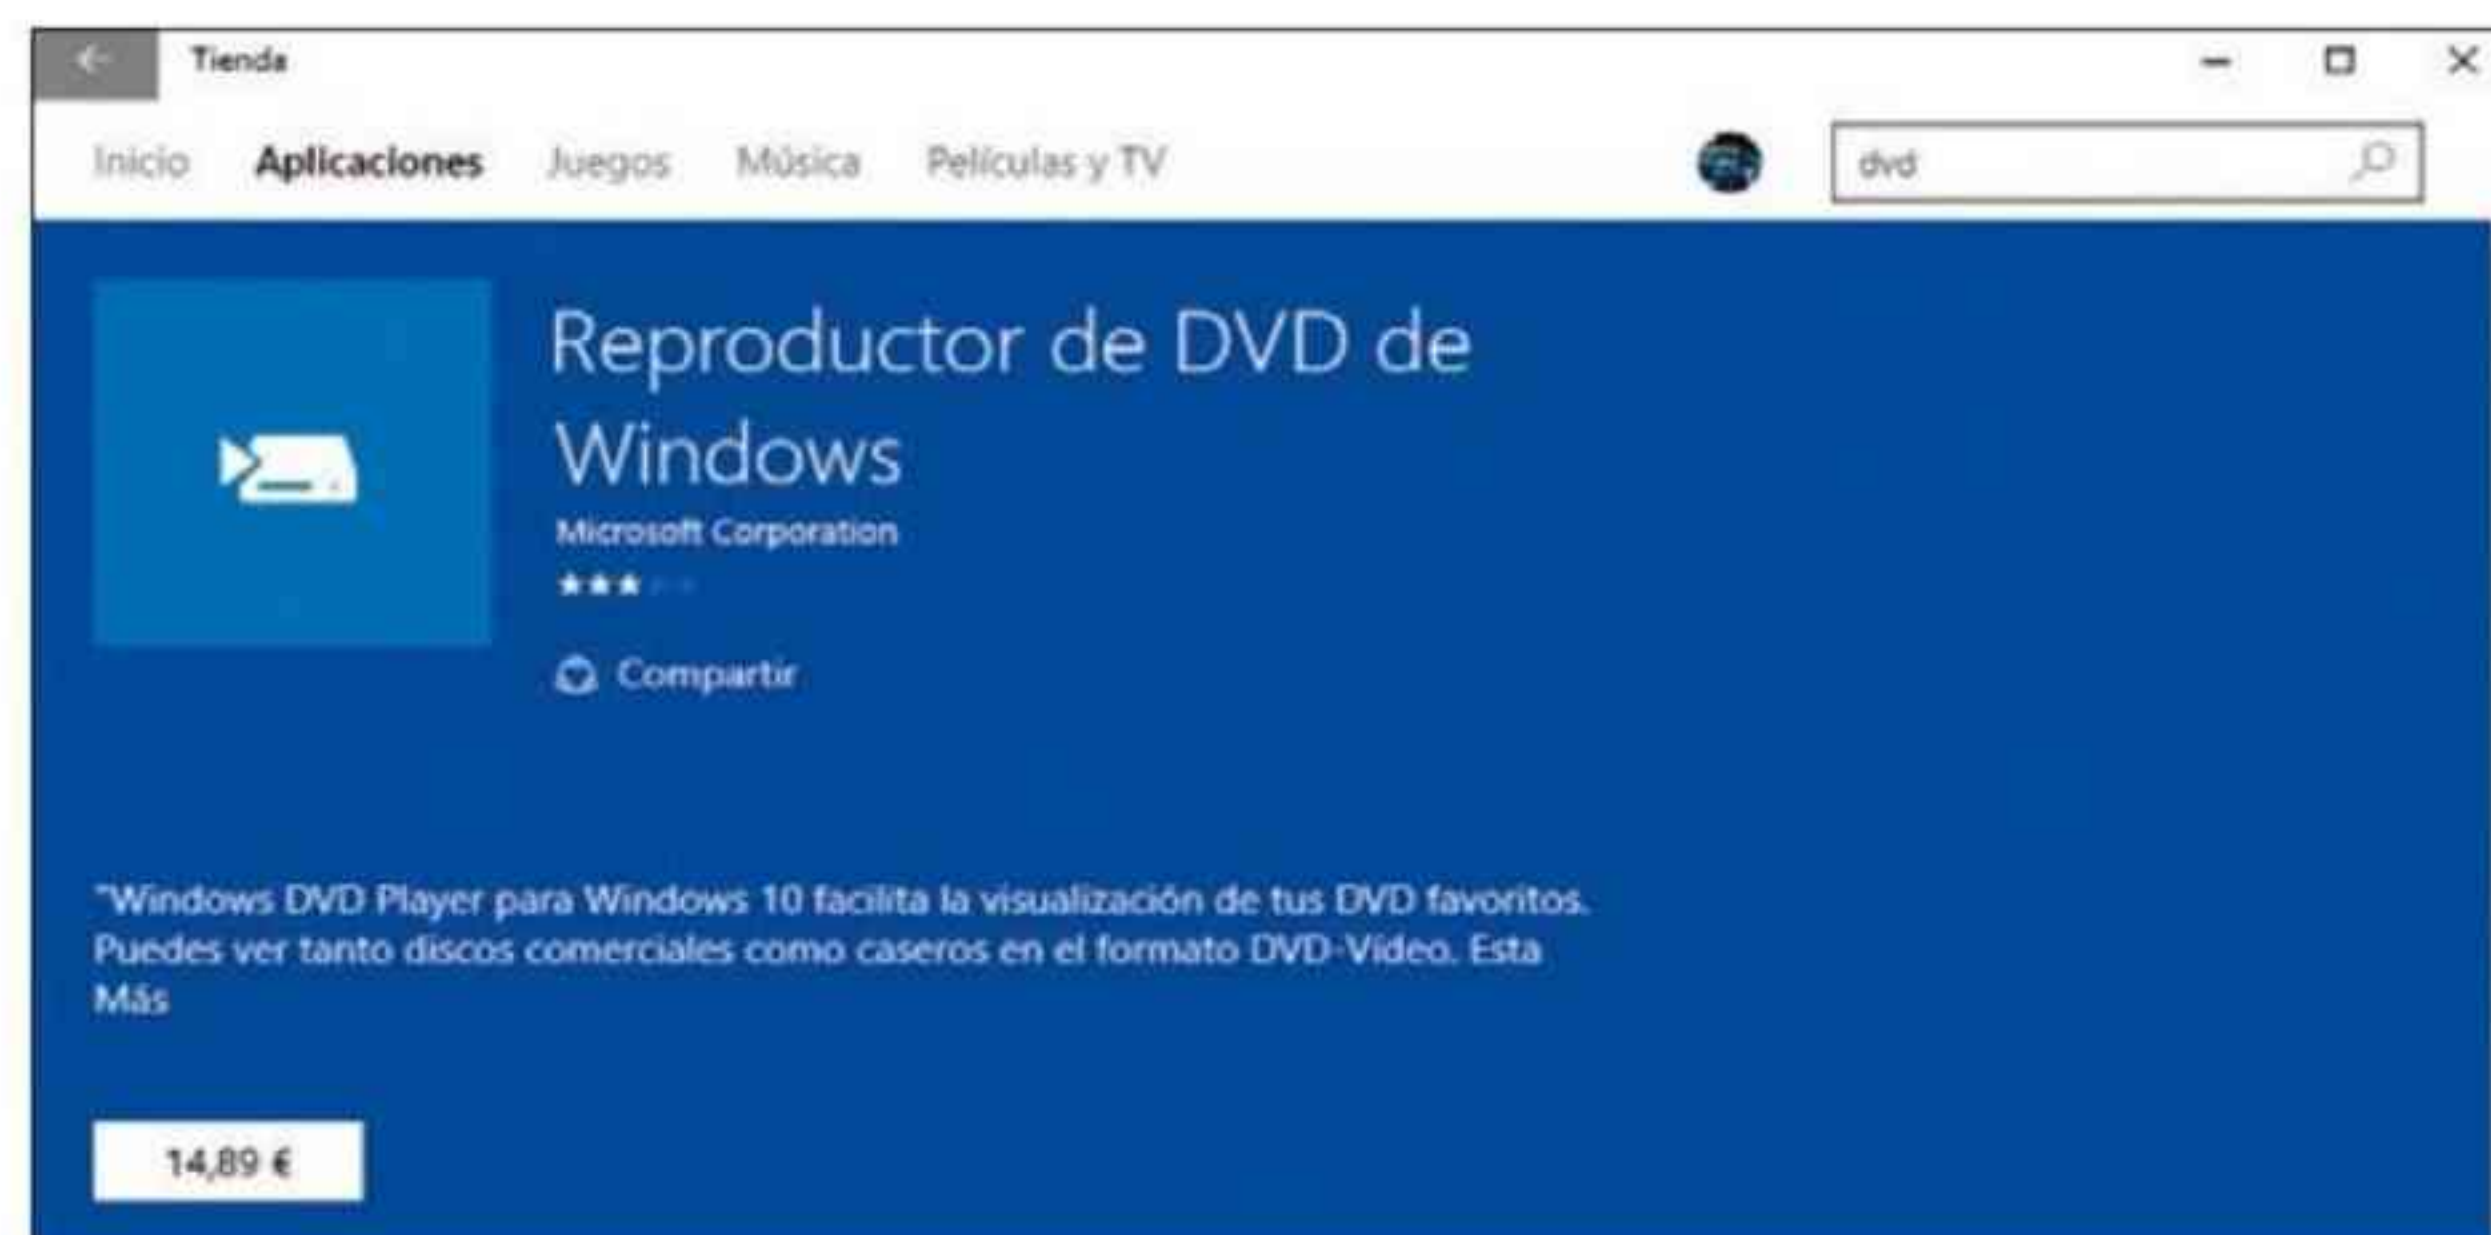 Tienda
Inicio Aplicaciones Juegos Música Películas y TV dvd
Reproductor de DVD de
Windows
Microsoft Corporation
Compartir
"Windows DVD Player para Windows 10 facilita la visualización de tus DVD favoritos.
Puedes ver tanto discos comerciales como caseros en el formato DVD-Vídeo. Esta
Más
14,89 €